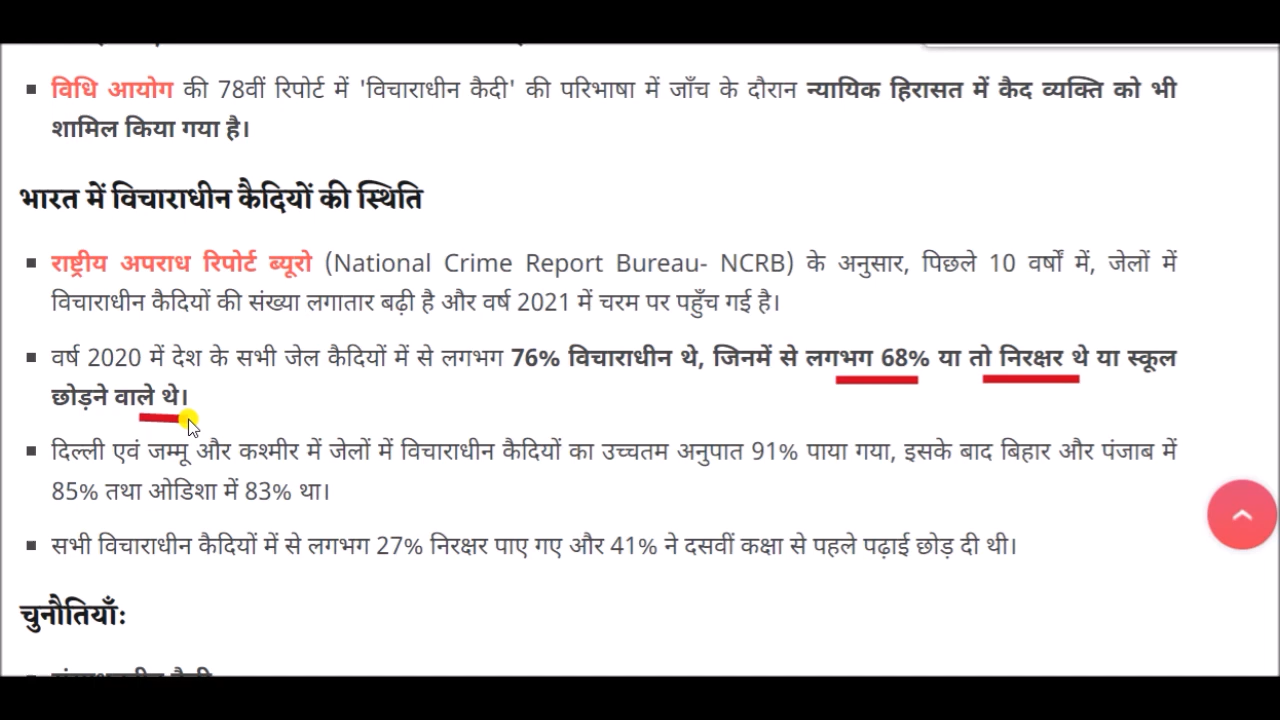 विधि आयोग की 78वीं रिपोर्ट में 'विचाराधीन कैदी' की परिभाषा में जाँच के दौरान न्यायिक हिरासत में कैद व्यक्ति को भी
शामिल किया गया है।
भारत में विचाराधीन कैदियों की स्थिति
राष्ट्रीय अपराध रिपोर्ट ब्यूरो (National Crime Report Bureau- NCRB) के अनुसार, पिछले 10 वर्षों में, जेलों में
विचाराधीन कैदियों की संख्या लगातार बढ़ी है और वर्ष 2021 में चरम पर पहुँच गई है।
वर्ष 2020 में देश के सभी जेल कैदियों में से लगभग 76% विचाराधीन थे, जिनमें से लगभग 68% या तो निरक्षर थे या स्कूल
छोड़ने वाले थे।
दिल्ली एवं जम्मू और कश्मीर में जेलों में विचाराधीन कैदियों का उच्चतम अनुपात 91% पाया गया, इसके बाद बिहार और पंजाब में
85% तथा ओडिशा में 83% था।
सभी विचाराधीन कैदियों में से लगभग 27% निरक्षर पाए गए और 41% ने दसवीं कक्षा से पहले पढ़ाई छोड़ दी थी।
चुनौतियाँ: